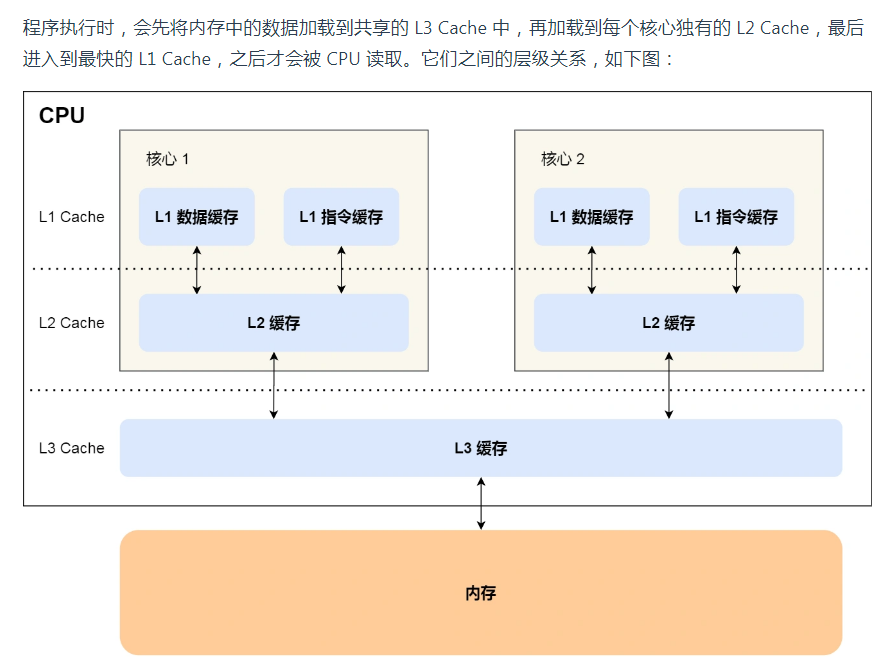 程序执行时，会先将内存中的数据加载到共享的 L3 Cache 中，再加载到每个核心独有的 L2 Cache，最后
进入到最快的 L1 Cache，之后才会被 CPU 读取。它们之间的层级关系，如下图：
CPU
核心 1
核心 2
L1 Cache
L1 数据缓存
L1 指令缓存
L1 数据缓存
L1 指令缓存
L2 Cache
L2 缓存
L2 缓存
L3 Cache
L3 缓存
内存